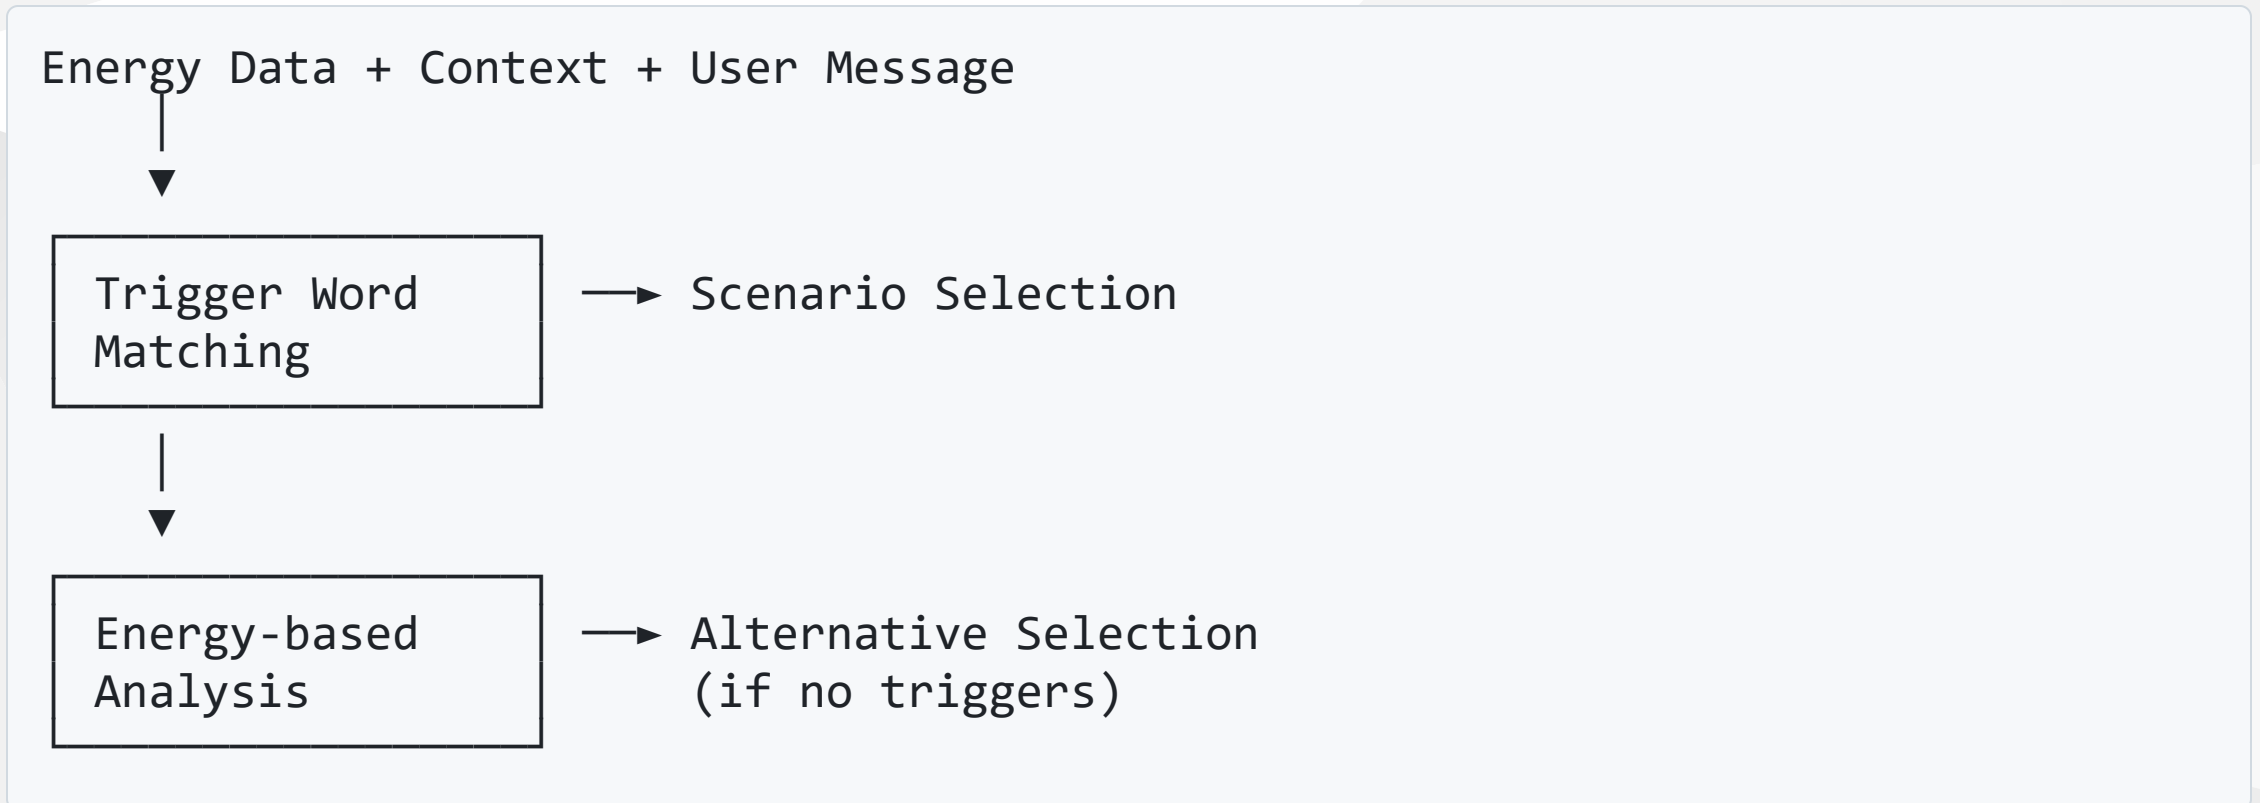 Energy Data + Context + User Message
Trigger Word
Matching
Scenario Selection
Energy-based
Analysis
Alternative Selection
(if no triggers)